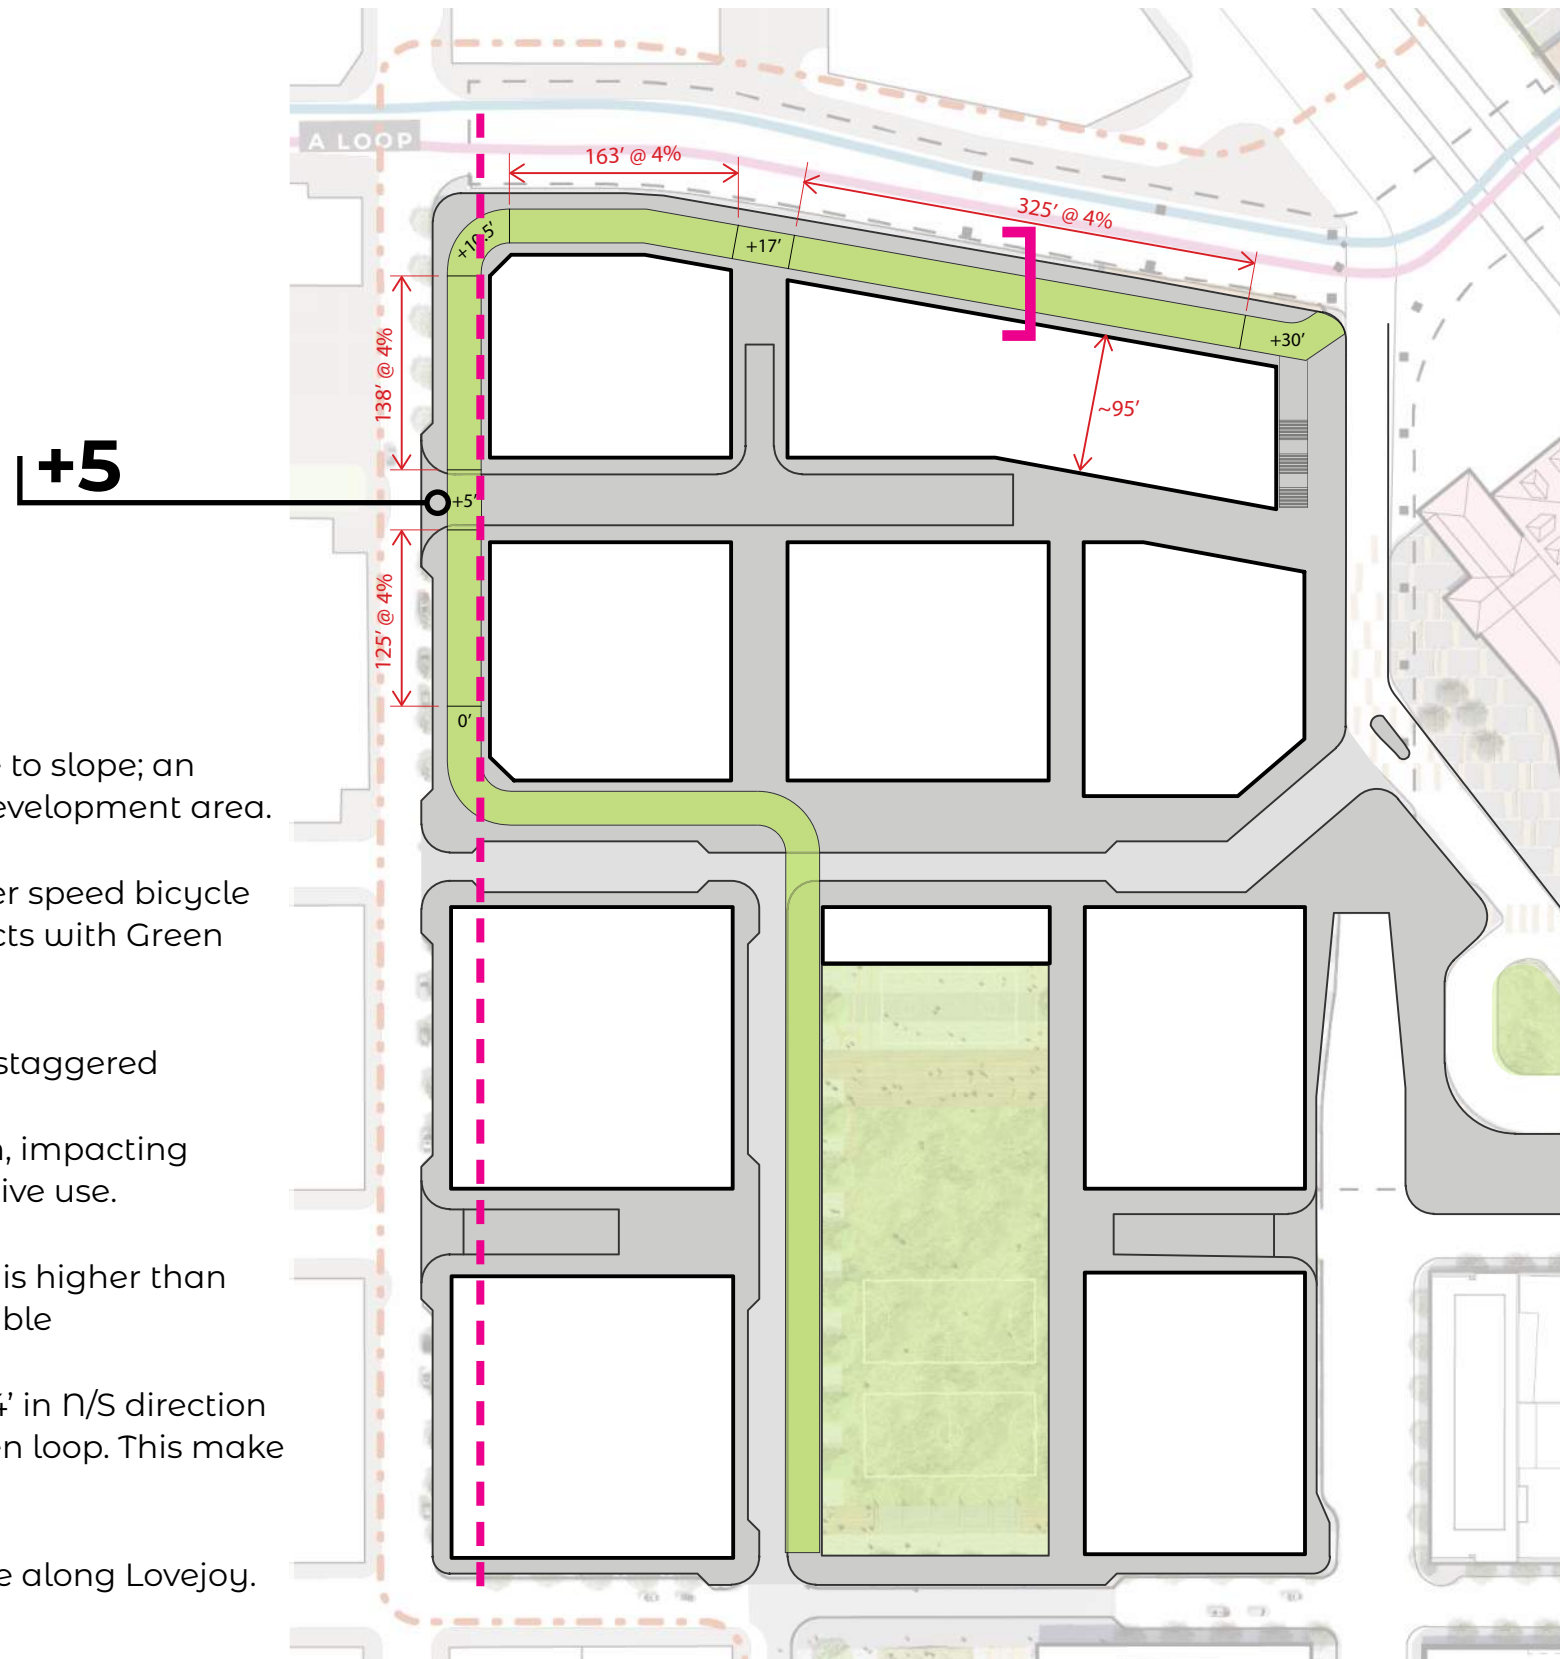 A LOOP
163' @ 4%
325' @ 4%
+10.5'
+17'
+30'
138' @ 4%
~95'
+5
+5'
125' @ 4%
0'
to slope; an
evelopment area.
er speed bicycle
cts with Green
staggered
, impacting
ive use.
is higher than
ble
4' in N/S direction
en loop. This make
e along Lovejoy.